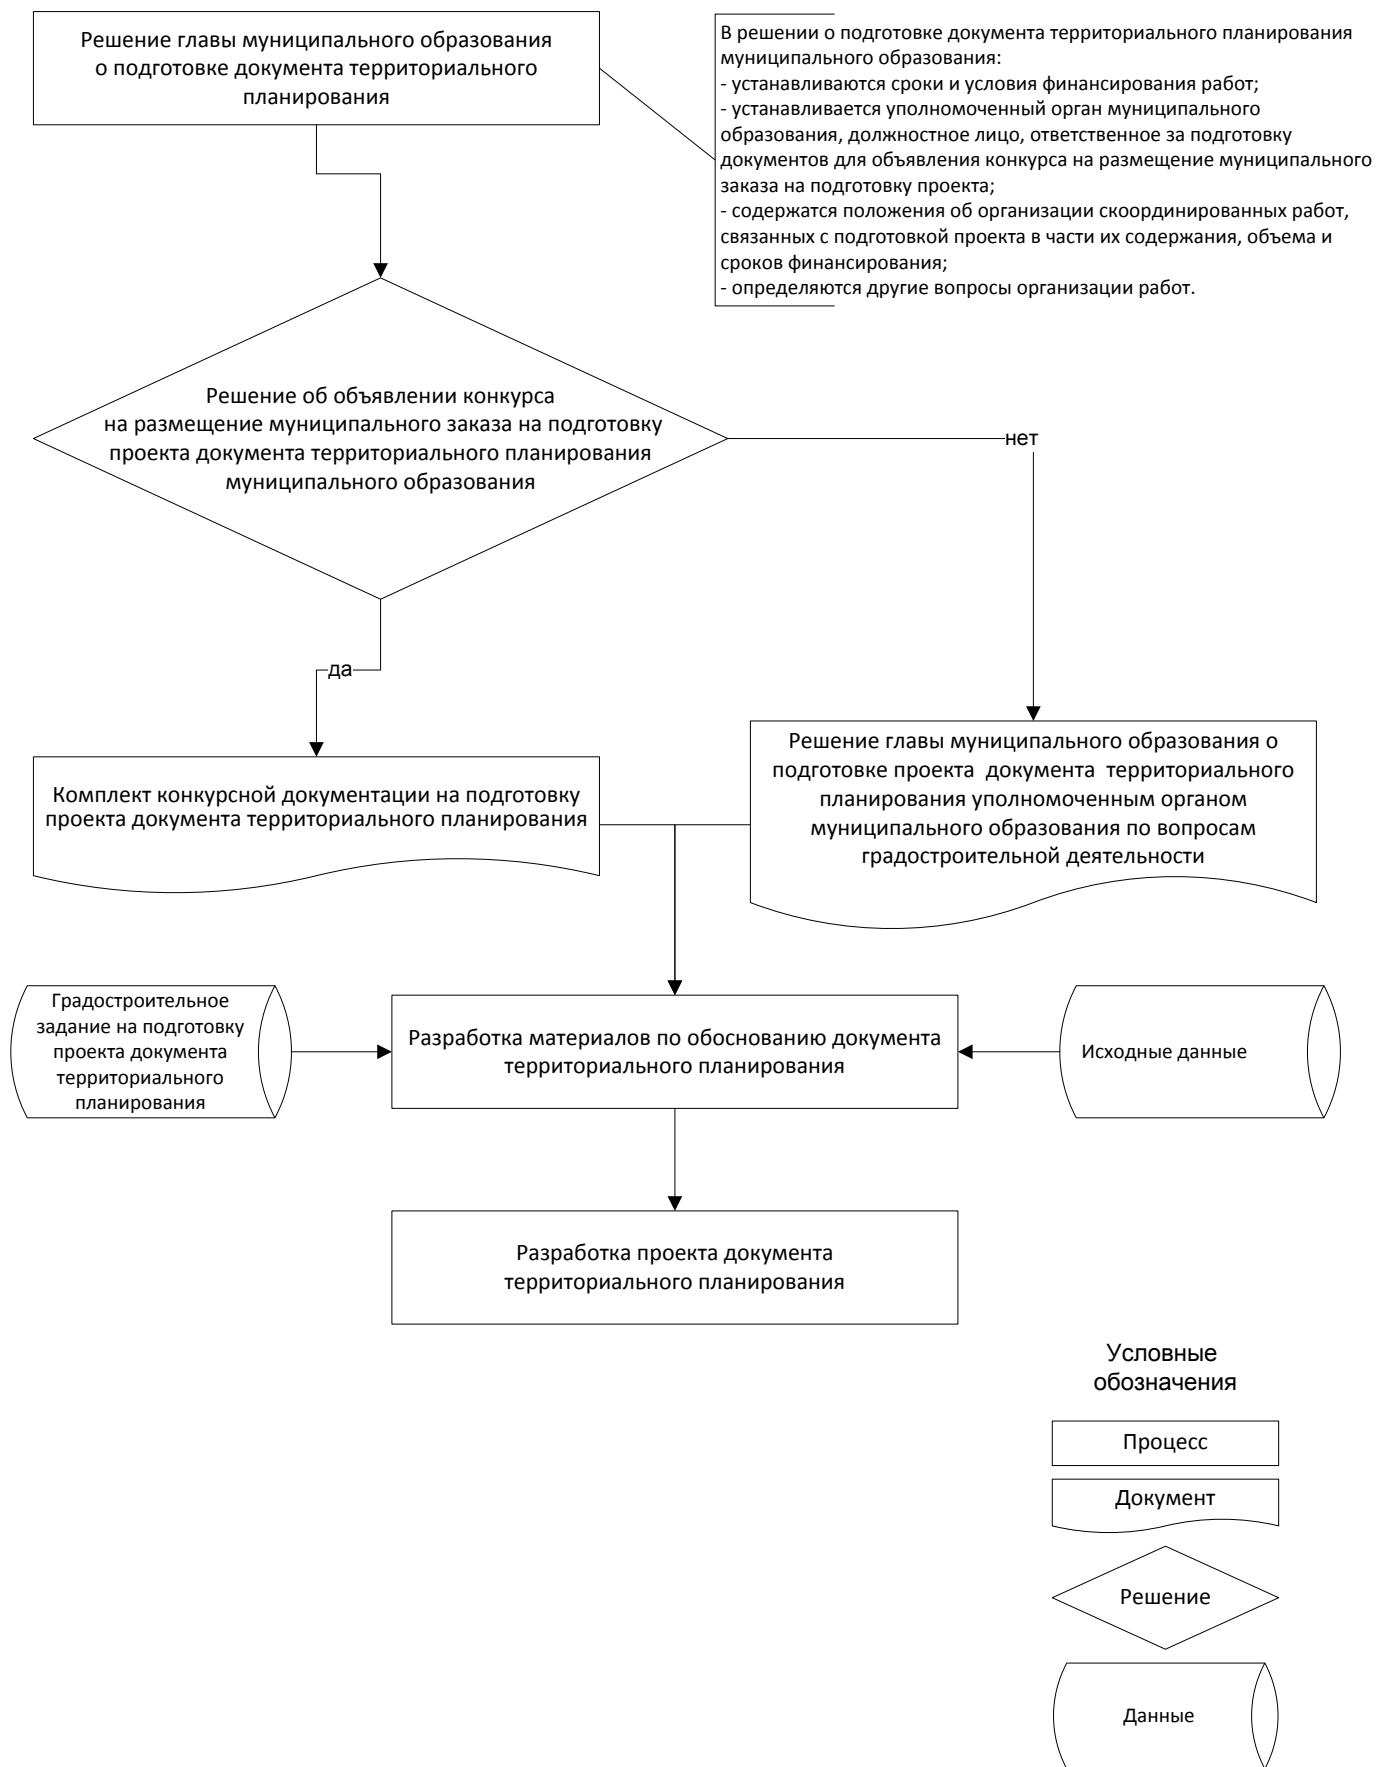 Решение главы муниципального образования
о подготовке документа территориального
планирования
В решении о подготовке документа территориального планирования
муниципального образования:
- устанавливаются сроки и условия финансирования работ;
- устанавливается уполномоченный орган муниципального
образования, должностное лицо, ответственное за подготовку
документов для объявления конкурса на размещение муниципального
заказа на подготовку проекта;
- содержатся положения об организации скоординированных работ,
связанных с подготовкой проекта в части их содержания, объема и
сроков финансирования;
- определяются другие вопросы организации работ.
Решение об объявлении конкурса
на размещение муниципального заказа на подготовку
проекта документа территориального планирования
муниципального образования
нет
да
Комплект конкурсной документации на подготовку
проекта документа территориального планирования
Решение главы муниципального образования о
подготовке проекта документа территориального
планирования уполномоченным органом
муниципального образования по вопросам
градостроительной деятельности
Градостроительное
задание на подготовку
проекта документа
территориального
планирования
Разработка материалов по обоснованию документа
территориального планирования
Исходные данные
Разработка проекта документа
территориального планирования
Условные
обозначения
Процесс
Документ
Решение
Данные